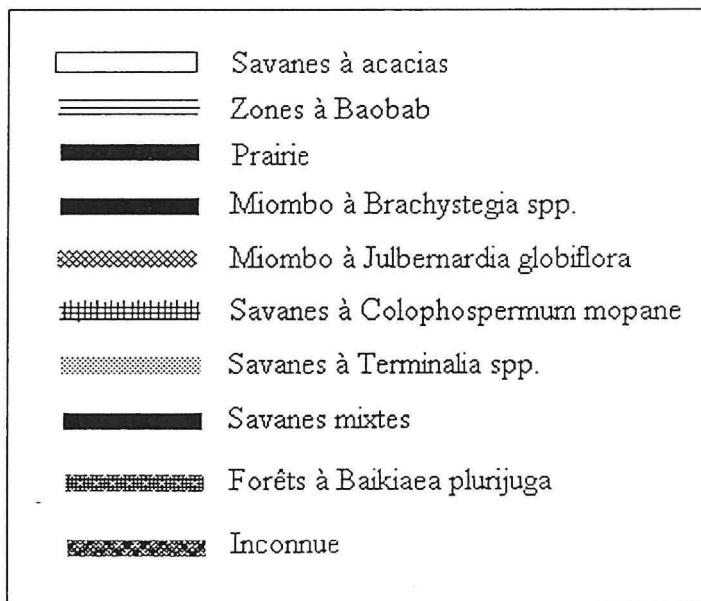 Savanes à acacias
Zones à Baobab
Prairie
Miombo à Brachystegia spp.
Miombo à Julbernardia globiflora
Savanes à Colophospermum mopane
Savanes à Terminalia spp.
Savanes mixtes
Forêts à Baikiaea plurijuga
Inconnue